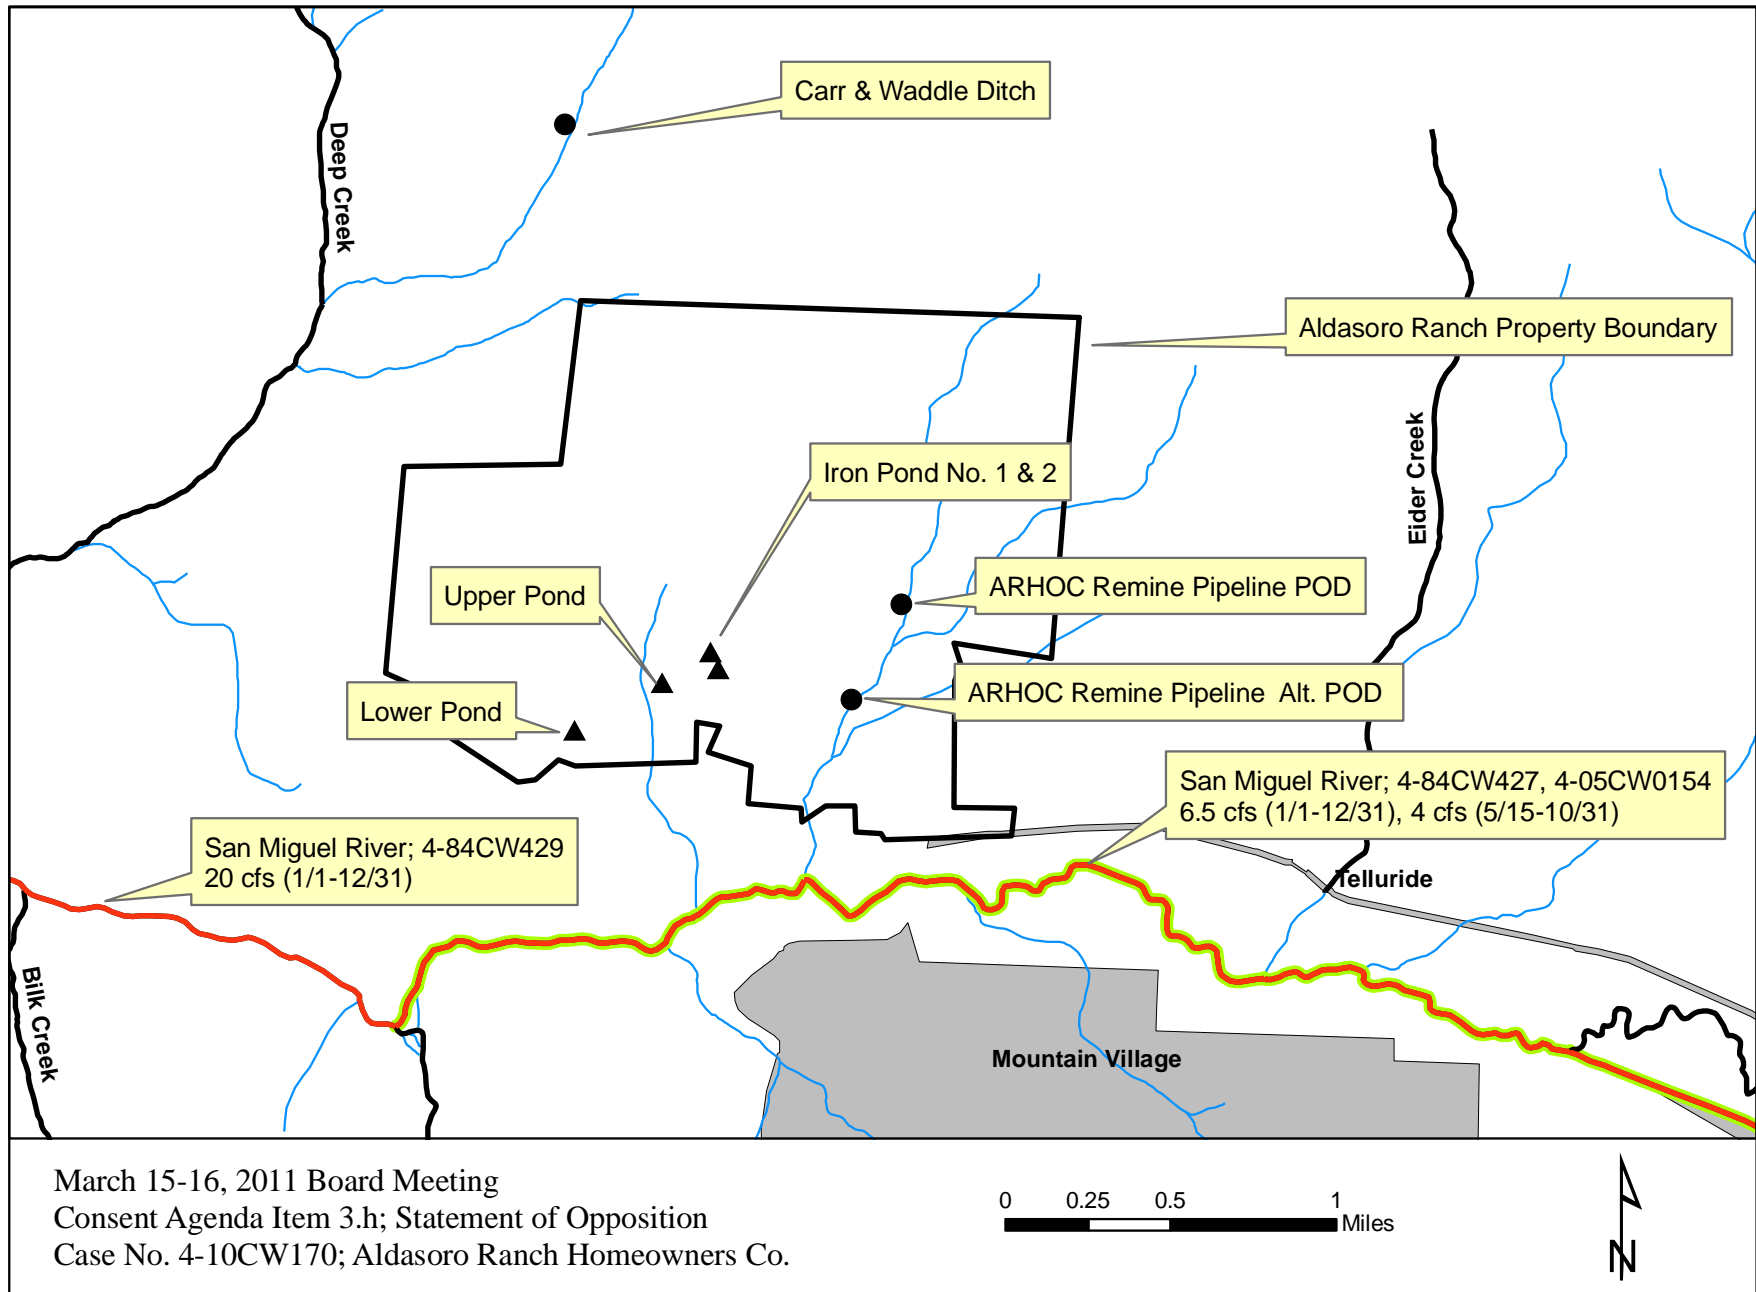 Carr & Waddle Ditch
Deep Creek
Aldasoro Ranch Property Boundary
Iron Pond No. 1 & 2
Eider Creek
Upper Pond
ARHOC Remine Pipeline POD
Lower Pond
ARHOC Remine Pipeline Alt. POD
San Miguel River; 4-84CW427, 4-05CW0154
6.5 cfs (1/1-12/31), 4 cfs (5/15-10/31)
San Miguel River; 4-84CW429
20 cfs (1/1-12/31)
Telluride
Bilk Creek
Mountain Village
March 15-16, 2011 Board Meeting
Consent Agenda Item 3.h; Statement of Opposition
Case No. 4-10CW170; Aldasoro Ranch Homeowners Co.
0 0.25 0.5 1
Miles
N